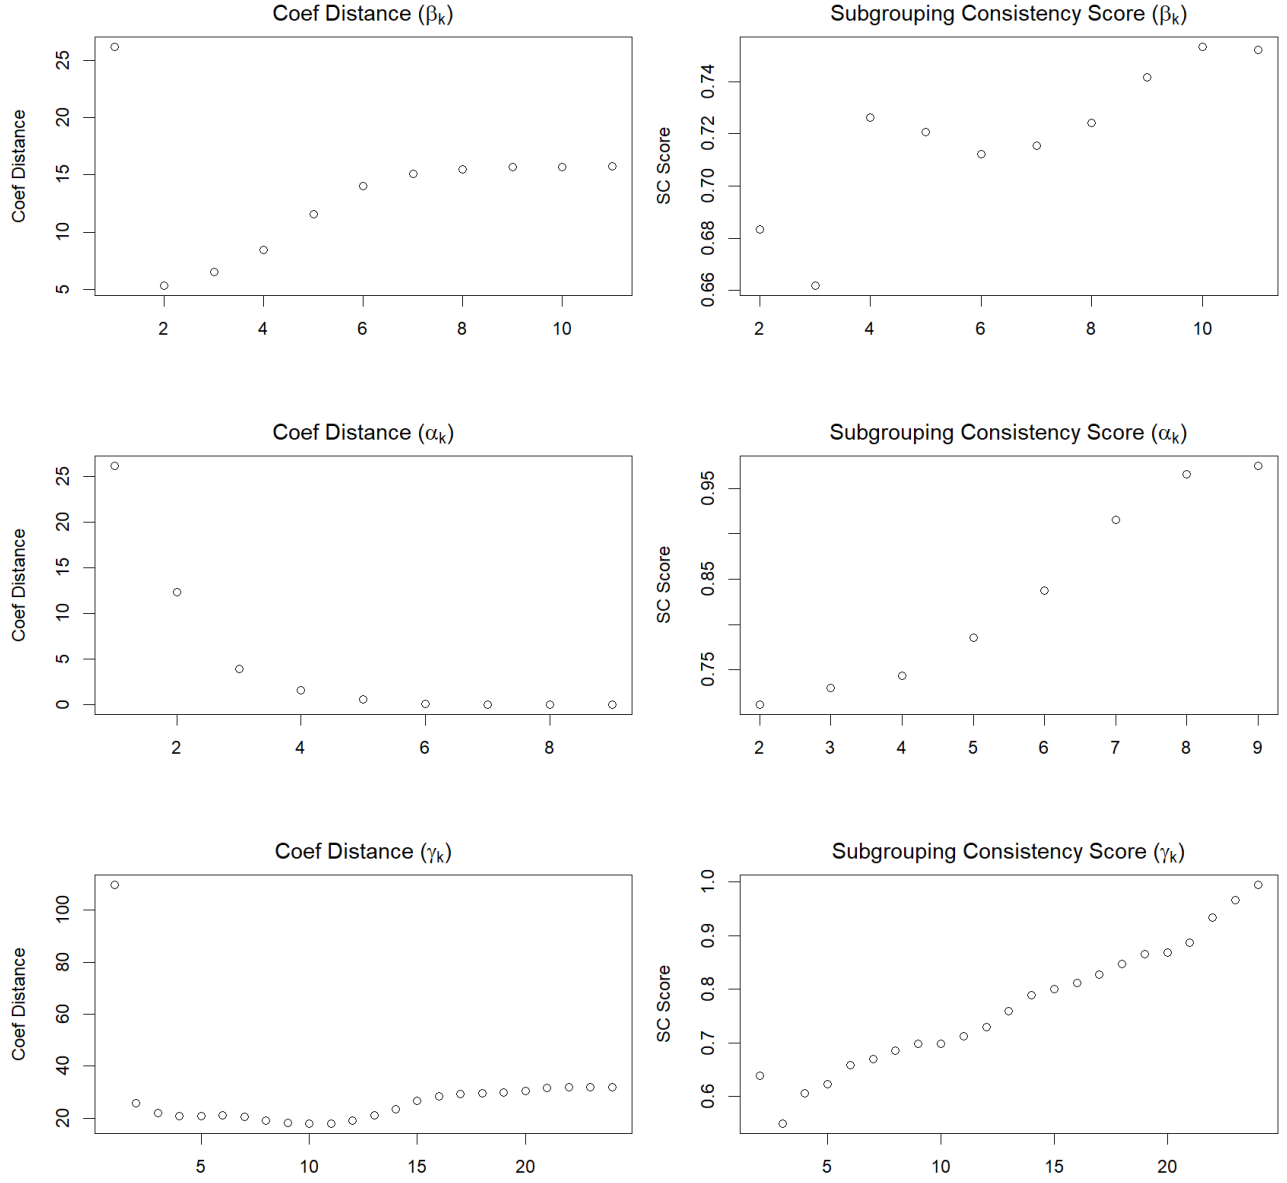 Coef Distance (βk)
Coef Distance
25
20
15
10
5
2 4 6 8 10
Subgrouping Consistency Score (βk)
SC Score
0.74
0.72
0.70
0.68
0.66
2 4 6 8 10
Coef Distance (αk)
Coef Distance
25
20
15
10
5
0
2 4 6 8
Subgrouping Consistency Score (αk)
SC Score
0.95
0.85
0.75
2 3 4 5 6 7 8 9
Coef Distance (γk)
Coef Distance
100
80
60
40
20
5 10 15 20
Subgrouping Consistency Score (γk)
SC Score
1.0
0.9
0.8
0.7
0.6
5 10 15 20